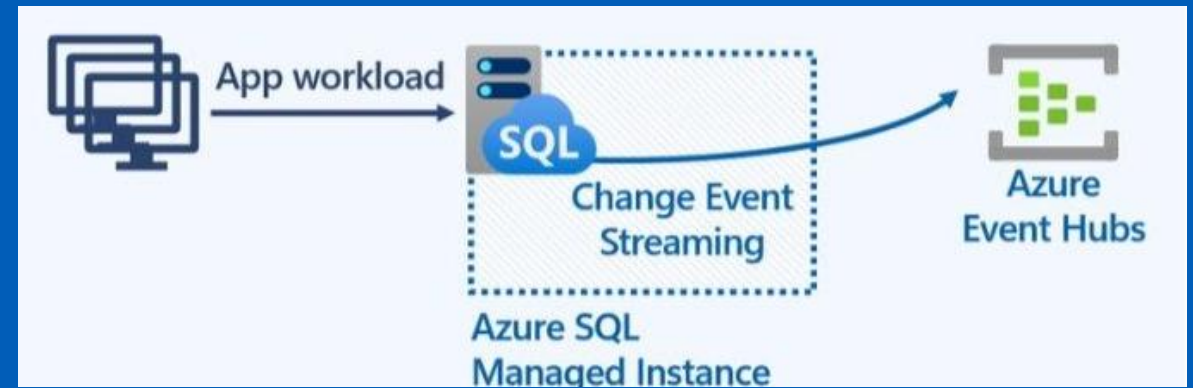 App workload
SQL
Change Event
Streaming
Azure
Event Hubs
Azure SQL
Managed Instance